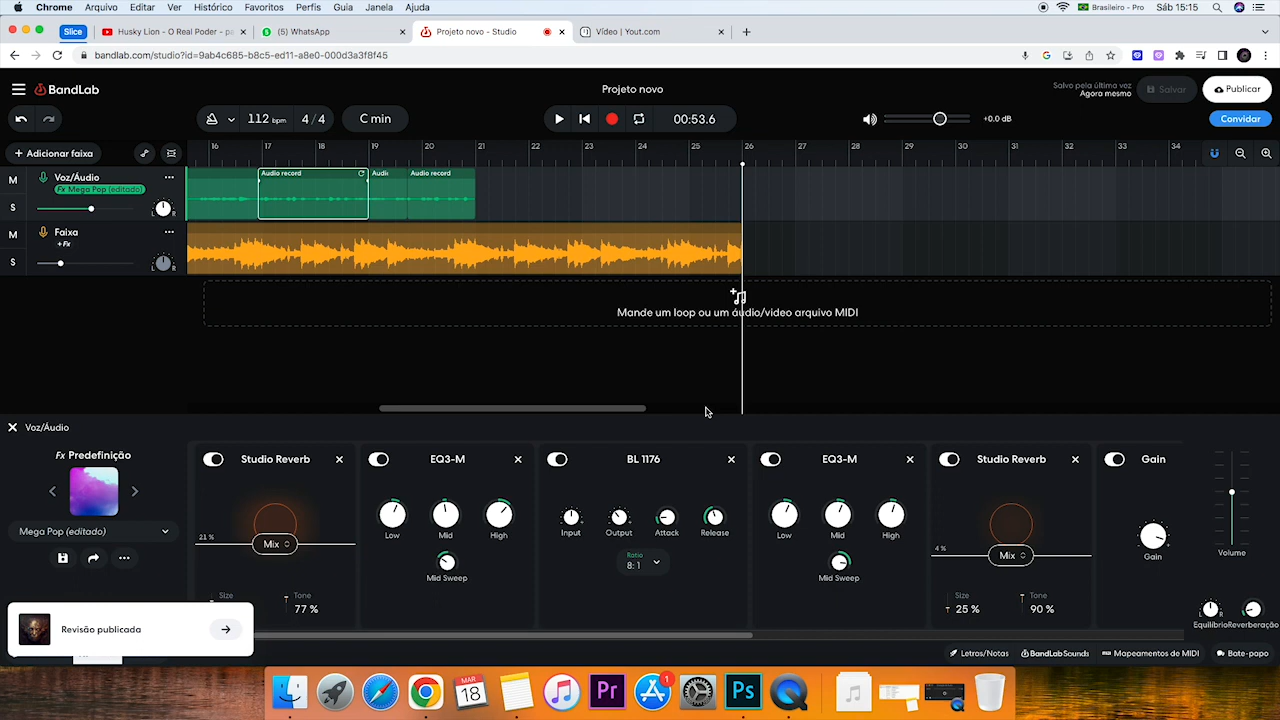 Chrome Arquivo Editar Ver Histórico Favoritos Perfis Guia Janela Ajuda
Brasileiro - Pro Sáb 15:15
Slice Husky Lion - O Real Poder - pa (5) WhatsApp Projeto novo - Studio Vídeo | Yout.com
bandlab.com/studio?id=9ab4c685-b8c5-ed11-a8e0-000d3a3f8f45
BandLab
Projeto novo
Salvo pela última voz
Agora mesmo
Salvar
Publicar
112 bpm 4 / 4 C min
00:53.6
+0.0 dB
Convidar
+ Adicionar faixa
16 17 18 19 20 21 22 23 24 25 26 27 28 29 30 31 32 33 34
M Voz/Áudio
Fx Mega Pop (editado)
S L R
Audio record Audi Audio record
M Faixa
+ Fx
S L R
Mande um loop ou um áudio/video arquivo MIDI
Voz/Áudio
Fx Predefinição
Mega Pop (editado)
Studio Reverb
21 %
Mix
Size
Tone
77 %
EQ3-M
Low Mid High
Mid Sweep
BL 1176
Input Output Attack Release
Ratio
8: 1
EQ3-M
Low Mid High
Mid Sweep
Studio Reverb
4 %
Mix
Size Tone
25 % 90 %
Gain
Gain
Volume
Equilíbrio Reverberação
Revisão publicada
Letras/Notas BandLab Sounds Mapeamentos de MIDI Bate-papo
MAR
18
Pr
1
Ps